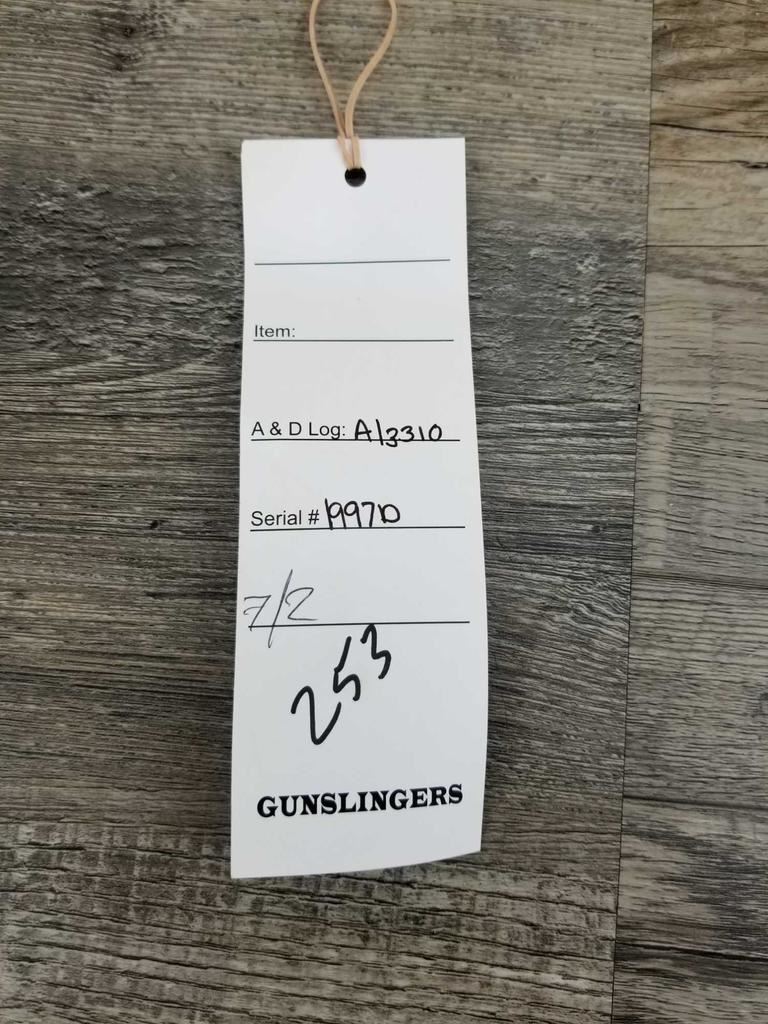 Item:
A & D Log: A13310
Serial # 19970
7/2
253
GUNSLINGERS